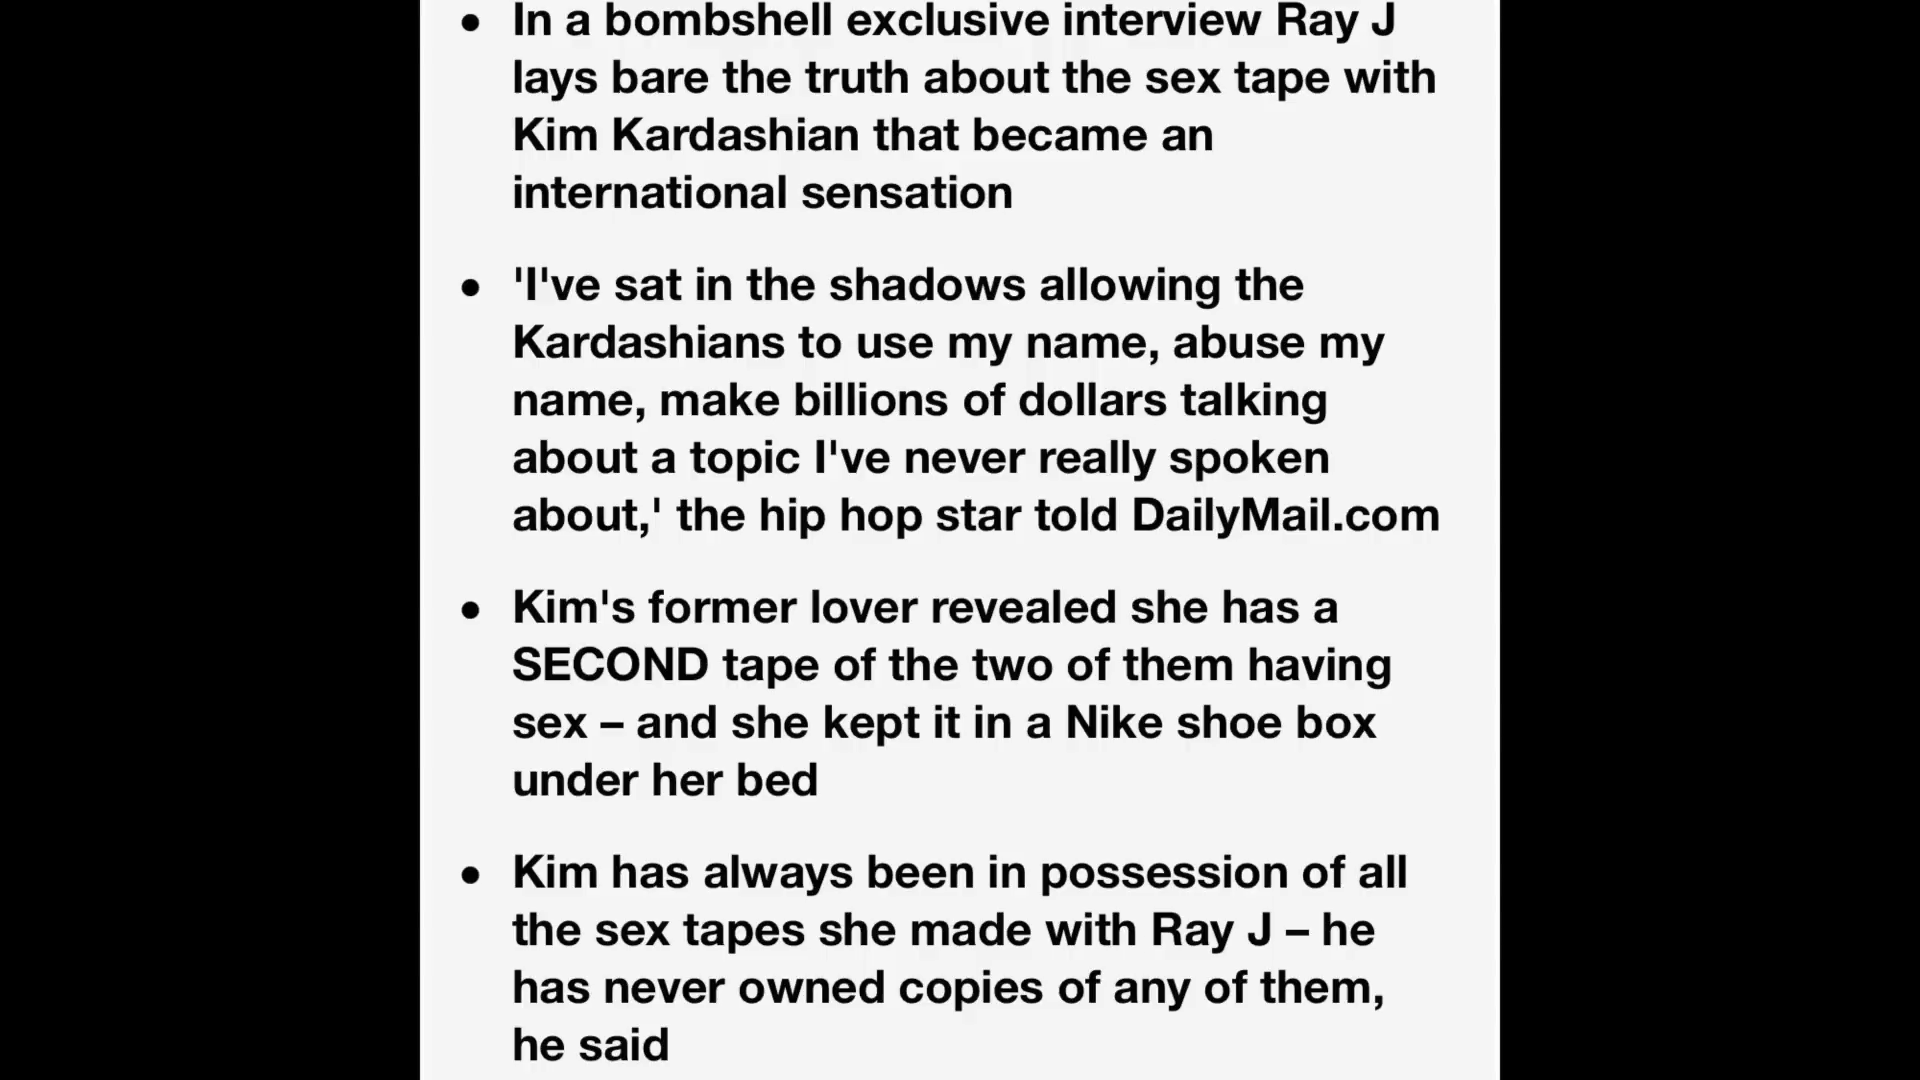 • In a bombshell exclusive interview Ray J
lays bare the truth about the sex tape with
Kim Kardashian that became an
international sensation
• 'I've sat in the shadows allowing the
Kardashians to use my name, abuse my
name, make billions of dollars talking
about a topic I've never really spoken
about,' the hip hop star told DailyMail.com
• Kim's former lover revealed she has a
SECOND tape of the two of them having
sex – and she kept it in a Nike shoe box
under her bed
• Kim has always been in possession of all
the sex tapes she made with Ray J – he
has never owned copies of any of them,
he said